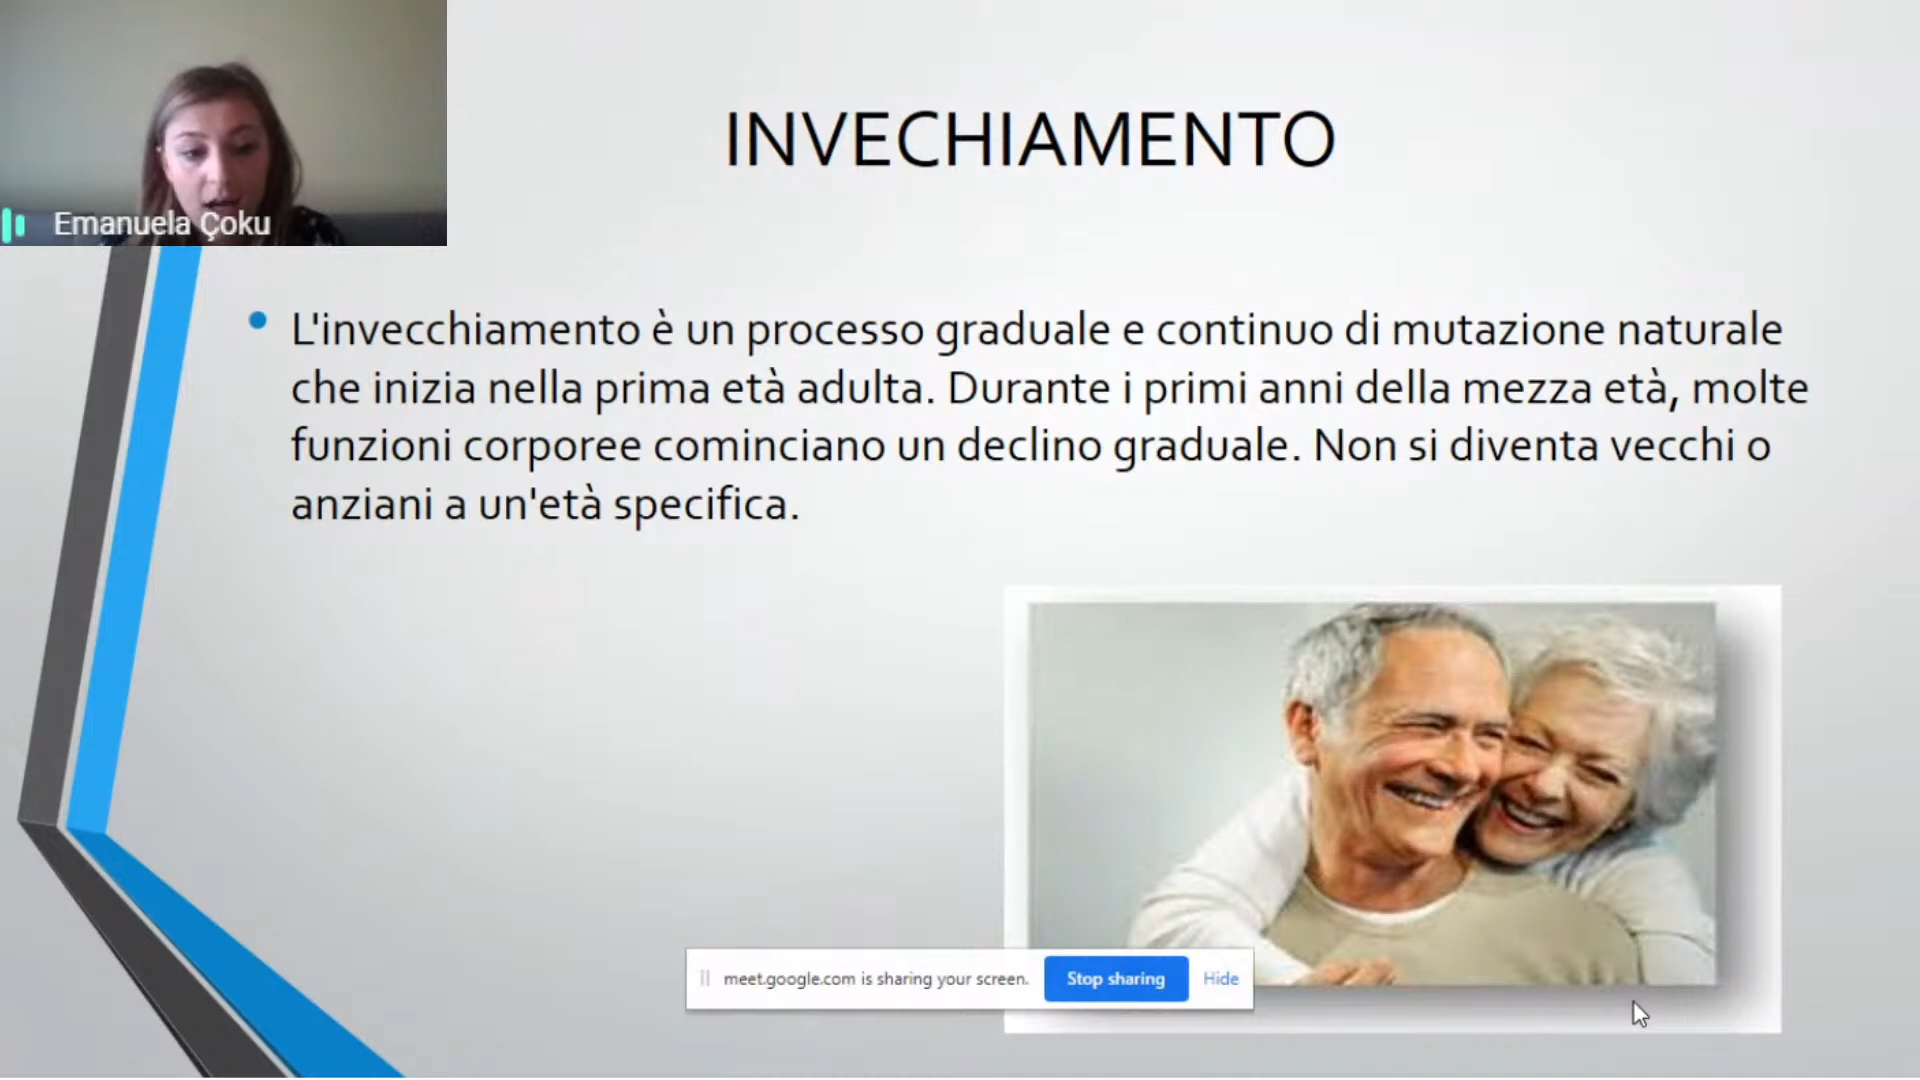 INVECHIAMENTO
Emanuela Çoku
L'invecchiamento è un processo graduale e continuo di mutazione naturale
che inizia nella prima età adulta. Durante i primi anni della mezza età, molte
funzioni corporee cominciano un declino graduale. Non si diventa vecchi o
anziani a un'età specifica.
meet.google.com is sharing your screen. Stop sharing Hide